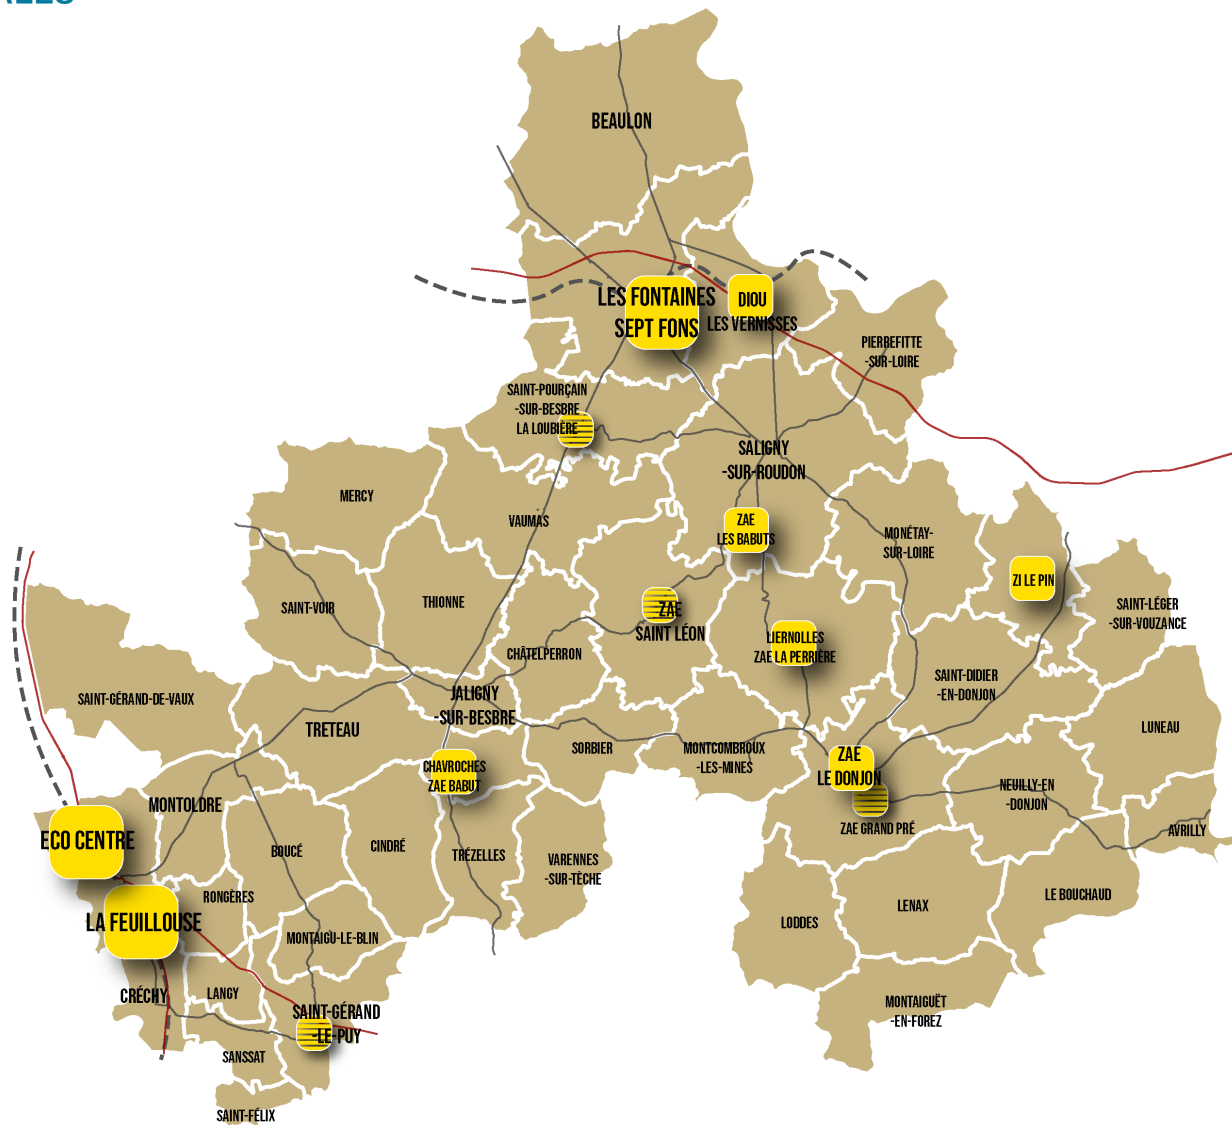 BEAULON
LES FONTAINES
SEPT FONS
DIOU
LES VERNISSES
PIERREFITTE
-SUR-LOIRE
SAINT-POURÇAIN
-SUR-BESBRE
LA LOUBIÈRE
SALIGNY
-SUR-ROUDON
MERCY
VAUMAS
ZAE
LES BABUTS
MONÉTAY-
SUR-LOIRE
ZI LE PIN
SAINT-LÉGER
-SUR-VOUZANCE
SAINT-VOIR
THIONNE
ZAE
SAINT LÉON
LIERNOLLES
ZAE LA PERRIÈRE
CHÂTELPERRON
SAINT-DIDIER
-EN-DONJON
SAINT-GÉRAND-DE-VAUX
JALIGNY
-SUR-BESBRE
TRETEAU
LUNEAU
SORBIER
MONTCOMBROUX
-LES-MINES
ZAE
LE DONJON
CHAVROCHES
ZAE BABUT
NEUILLY-EN
-DONJON
MONTOLDRE
ZAE GRAND PRÉ
AVRILLY
ECO CENTRE
BOUCÉ
CINDRÉ
TRÉZELLES
VARENNES
-SUR-TÈCHE
RONGÈRES
LE BOUCHAUD
LENAX
LA FEUILLOUSE
LODDES
MONTAIGU-LE-BLIN
CRÉCHY
LANGY
MONTAIGUËT
-EN-FOREZ
SAINT-GÉRAND
-LE-PUY
SANSSAT
SAINT-FÉLIX